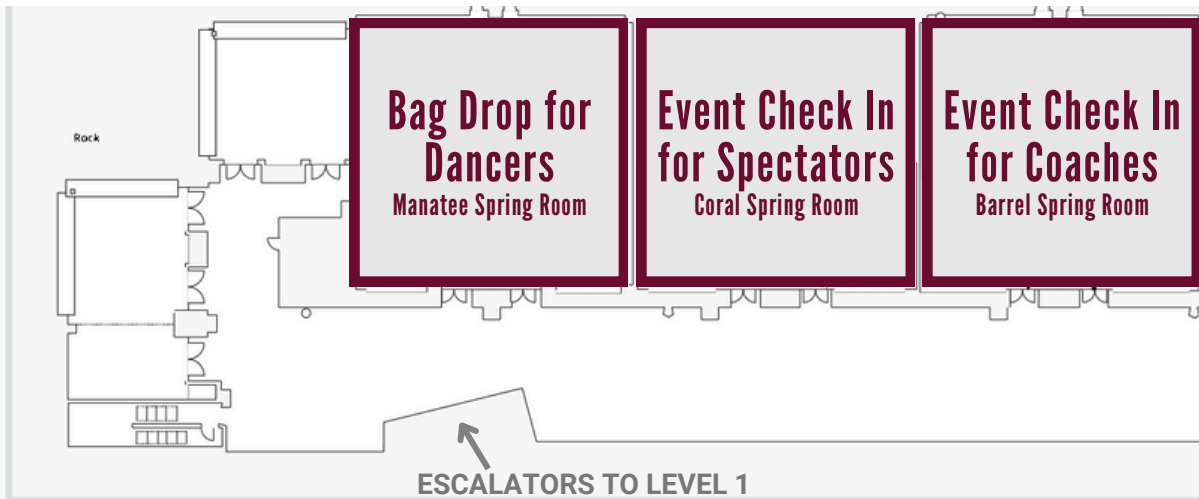 Bag Drop for
Dancers
Manatee Spring Room
Event Check In
for Spectators
Coral Spring Room
Event Check In
for Coaches
Barrel Spring Room
Rock
ESCALATORS TO LEVEL 1